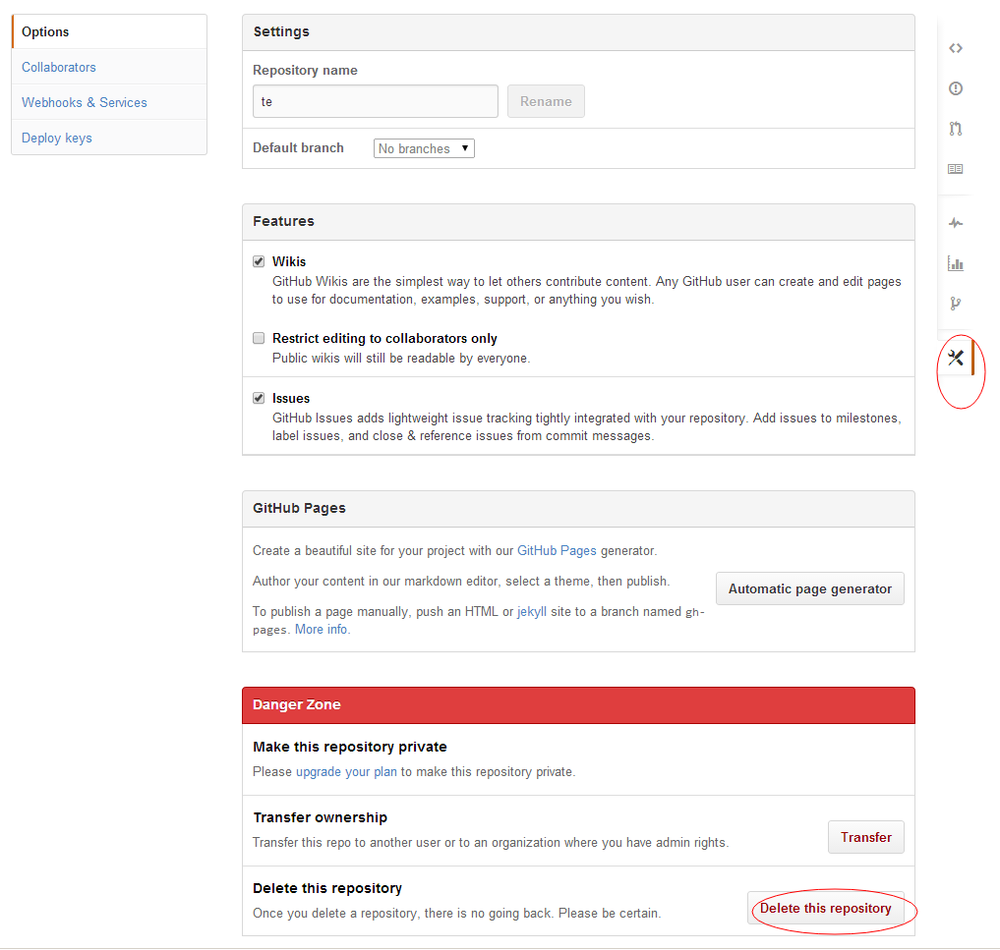 Options
Collaborators
Webhooks & Services
Deploy keys
Settings
Repository name
te
Rename
Default branch
No branches
Features
Wikis
GitHub Wikis are the simplest way to let others contribute content. Any GitHub user can create and edit pages
to use for documentation, examples, support, or anything you wish.
Restrict editing to collaborators only
Public wikis will still be readable by everyone.
Issues
GitHub Issues adds lightweight issue tracking tightly integrated with your repository. Add issues to milestones,
label issues, and close & reference issues from commit messages.
GitHub Pages
Create a beautiful site for your project with our GitHub Pages generator.
Author your content in our markdown editor, select a theme, then publish.
To publish a page manually, push an HTML or jekyll site to a branch named gh-
pages. More info.
Automatic page generator
Danger Zone
Make this repository private
Please upgrade your plan to make this repository private.
Transfer ownership
Transfer this repo to another user or to an organization where you have admin rights.
Transfer
Delete this repository
Once you delete a repository, there is no going back. Please be certain.
Delete this repository